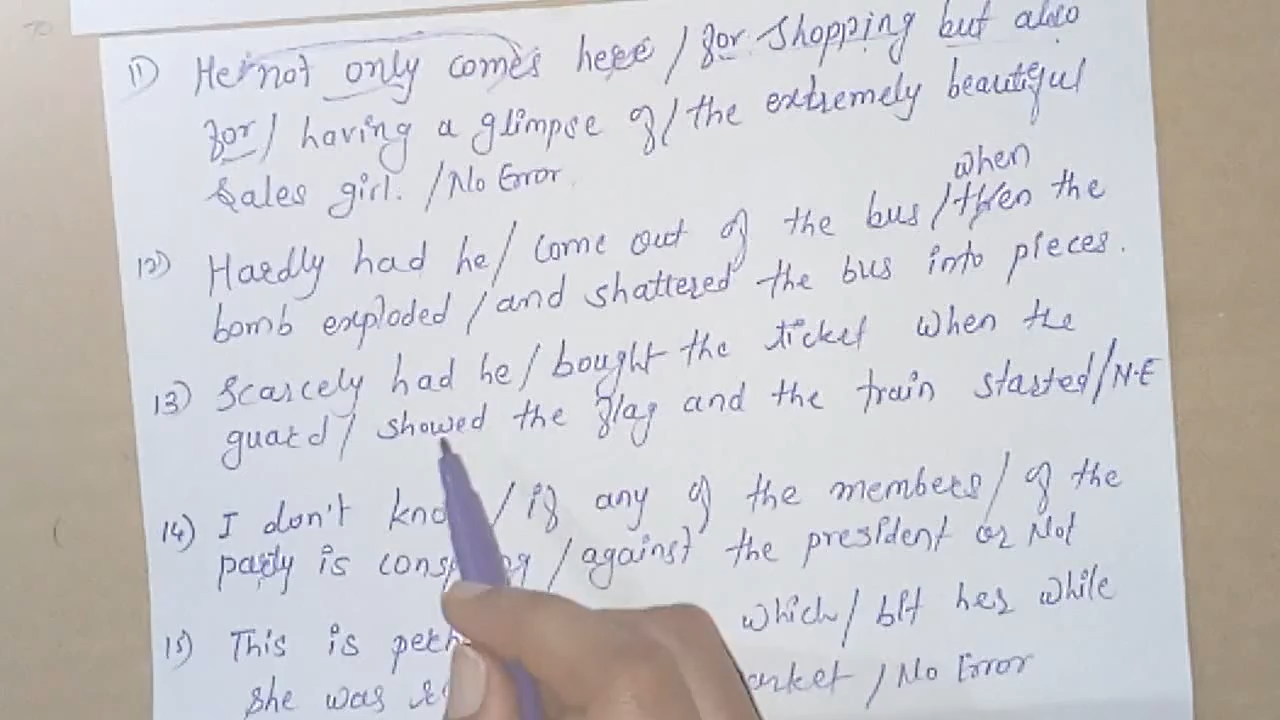 11) He not only comes here / for shopping but also
for / having a glimpse of / the extremely beautiful
sales girl. / No Error.
when
12) Hardly had he / come out of the bus / then the
bomb exploded / and shattered the bus into pieces.
13) Scarcely had he / bought the ticket when the
guard / showed the flag and the train started / N.E
14) I don't / if any of the members / of the
party is / against the president or Not
15) This is which / bit her while
she was / No Error